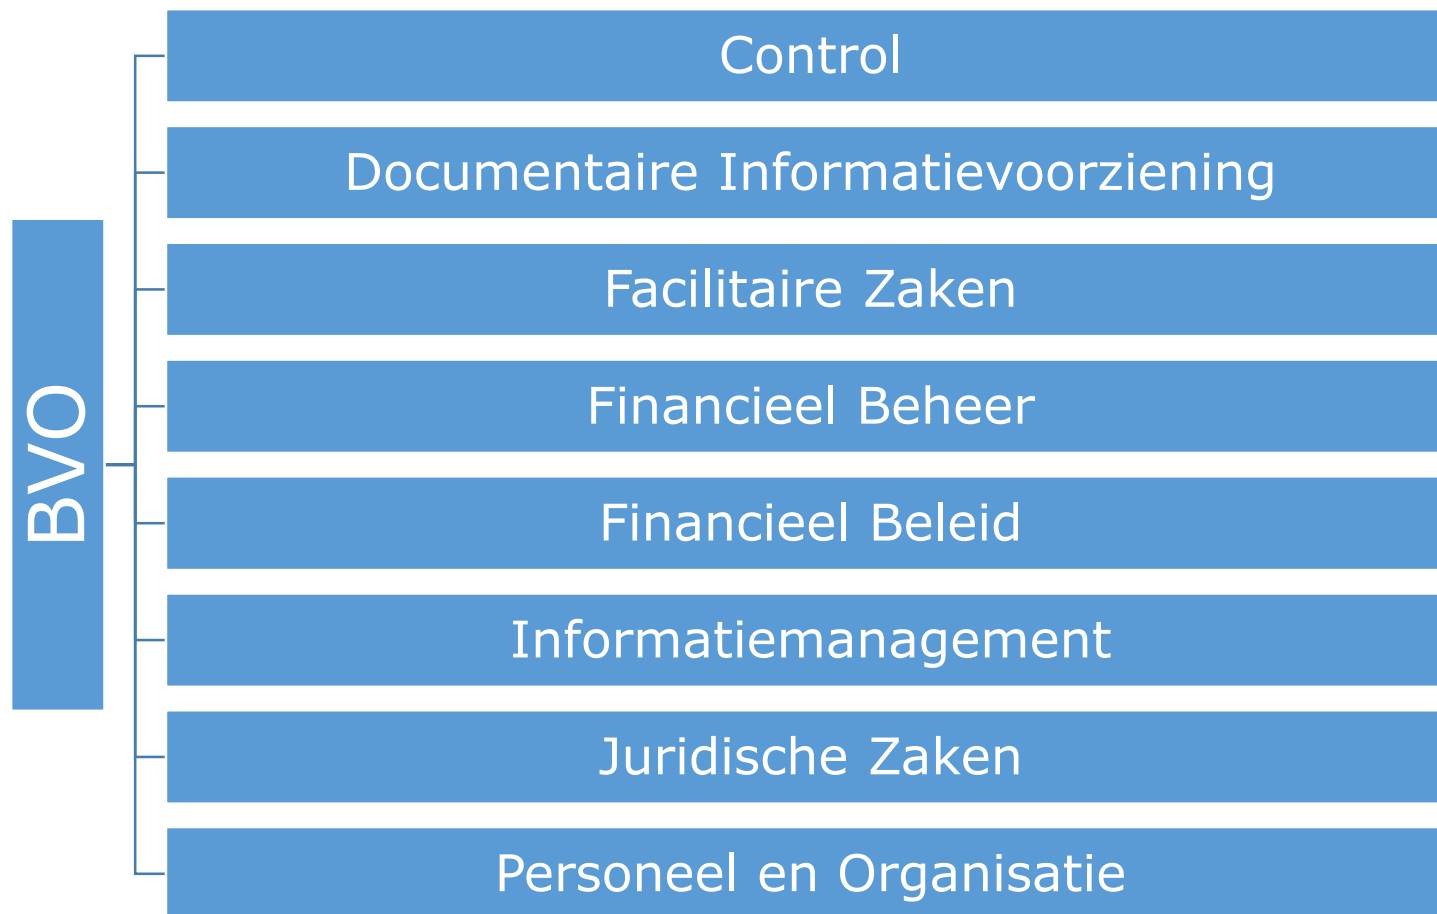 BVO
Control
Documentaire Informatievoorziening
Facilitaire Zaken
Financieel Beheer
Financieel Beleid
Informatiemanagement
Juridische Zaken
Personeel en Organisatie